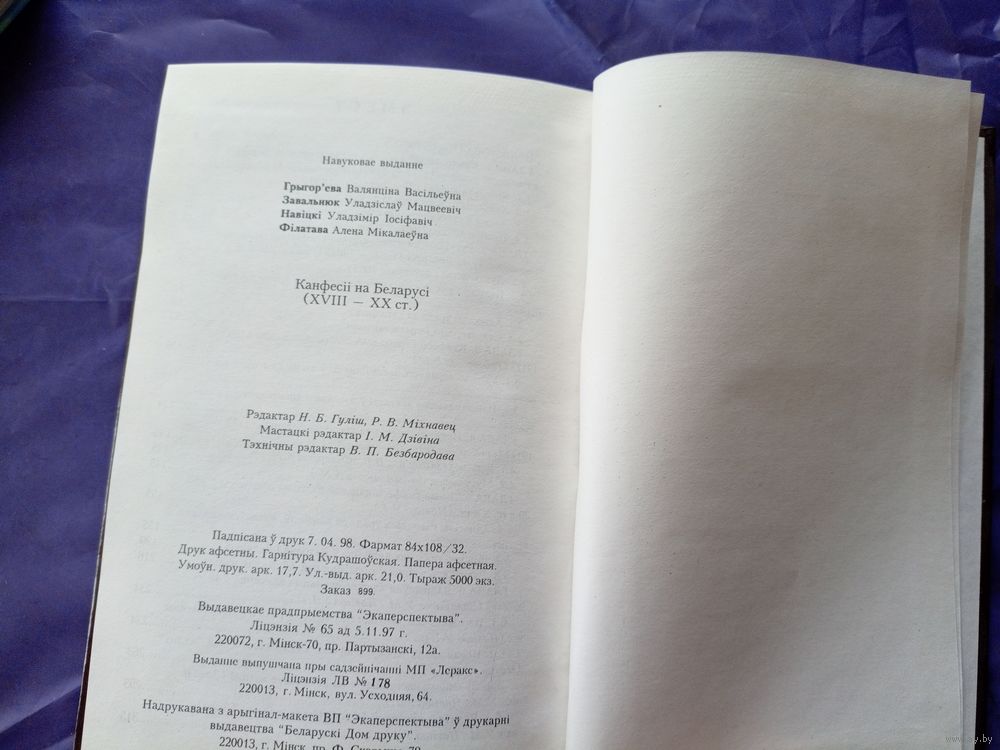 Навуковае выданне
Грыгор'ева Валянціна Васільеўна
Завальнюк Уладзіслаў Мацвеевіч
Навіцкі Уладзімір Іосіфавіч
Філатава Алена Мікалаеўна
Канфесіі на Беларусі
(XVIII — XX ст.)
Рэдактар Н. Б. Гуліш, Р. В. Міхнавец
Мастацкі рэдактар І. М. Дзівіна
Тэхнічны рэдактар В. П. Безбародава
Падпісана ў друк 7. 04. 98. Фармат 84х108/32.
Друк афсетны. Гарнітура Кудрашоўская. Папера афсетная.
Умоўн. друк. арк. 17,7. Ул.-выд. арк. 21,0. Тыраж 5000 экз.
Заказ 899.
Выдавецкае прадпрыемства "Экаперспектыва".
Ліцэнзія № 65 ад 5.11.97 г.
220072, г. Мінск-70, пр. Партызанскі, 12а.
Выданне выпушчана пры садзейнічанні МП «Леракс».
Ліцэнзія ЛВ № 178
220013, г. Мінск, вул. Усходняя, 64.
Надрукавана з арыгінал-макета ВП "Экаперспектыва" ў друкарні
выдавецтва "Беларускі Дом друку".
220013, г. Мінск, пр. Ф.